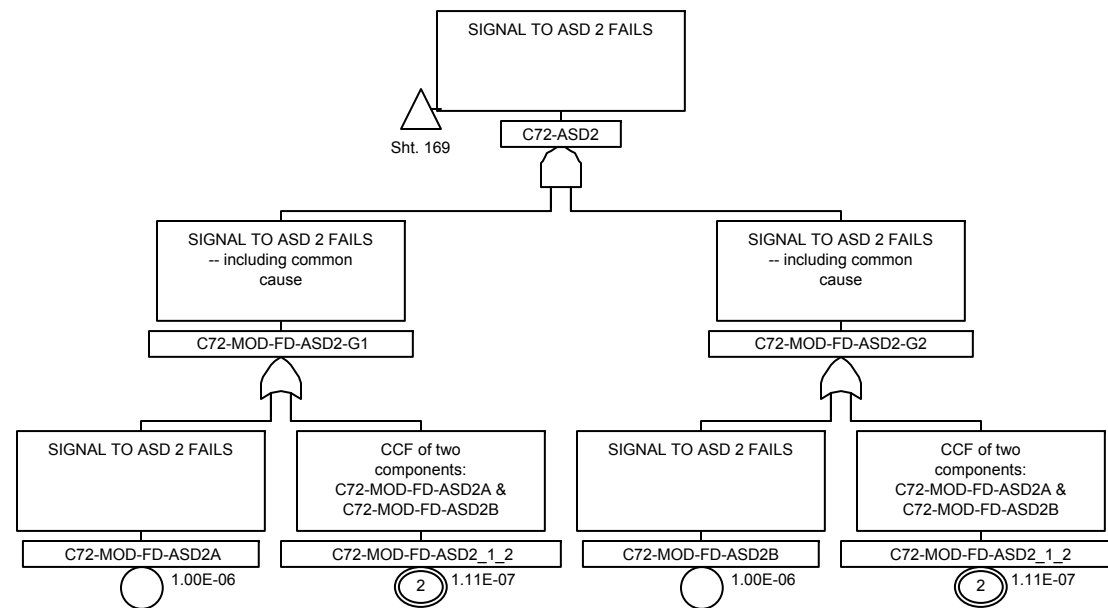 SIGNAL TO ASD 2 FAILS
Sht. 169
C72-ASD2
SIGNAL TO ASD 2 FAILS
-- including common
cause
C72-MOD-FD-ASD2-G1
SIGNAL TO ASD 2 FAILS
-- including common
cause
C72-MOD-FD-ASD2-G2
SIGNAL TO ASD 2 FAILS
C72-MOD-FD-ASD2A
1.00E-06
CCF of two
components:
C72-MOD-FD-ASD2A &
C72-MOD-FD-ASD2B
C72-MOD-FD-ASD2_1_2
2
1.11E-07
SIGNAL TO ASD 2 FAILS
C72-MOD-FD-ASD2B
1.00E-06
CCF of two
components:
C72-MOD-FD-ASD2A &
C72-MOD-FD-ASD2B
C72-MOD-FD-ASD2_1_2
2
1.11E-07